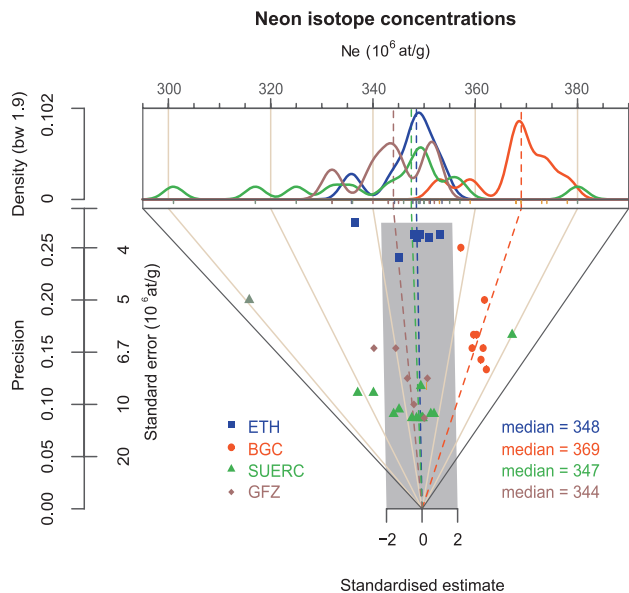 Neon isotope concentrations
Ne (10⁶ at/g)
300 340 360 380
Density (bw 1.9)
0.102
0
Precision
0.25
0.20
0.15
0.10
0.05
0.00
Standard error (10⁶ at/g)
4
5
6.7
10
20
ETH median = 348
BGC median = 369
SUERC median = 347
GFZ median = 344
−2 0 2
Standardised estimate